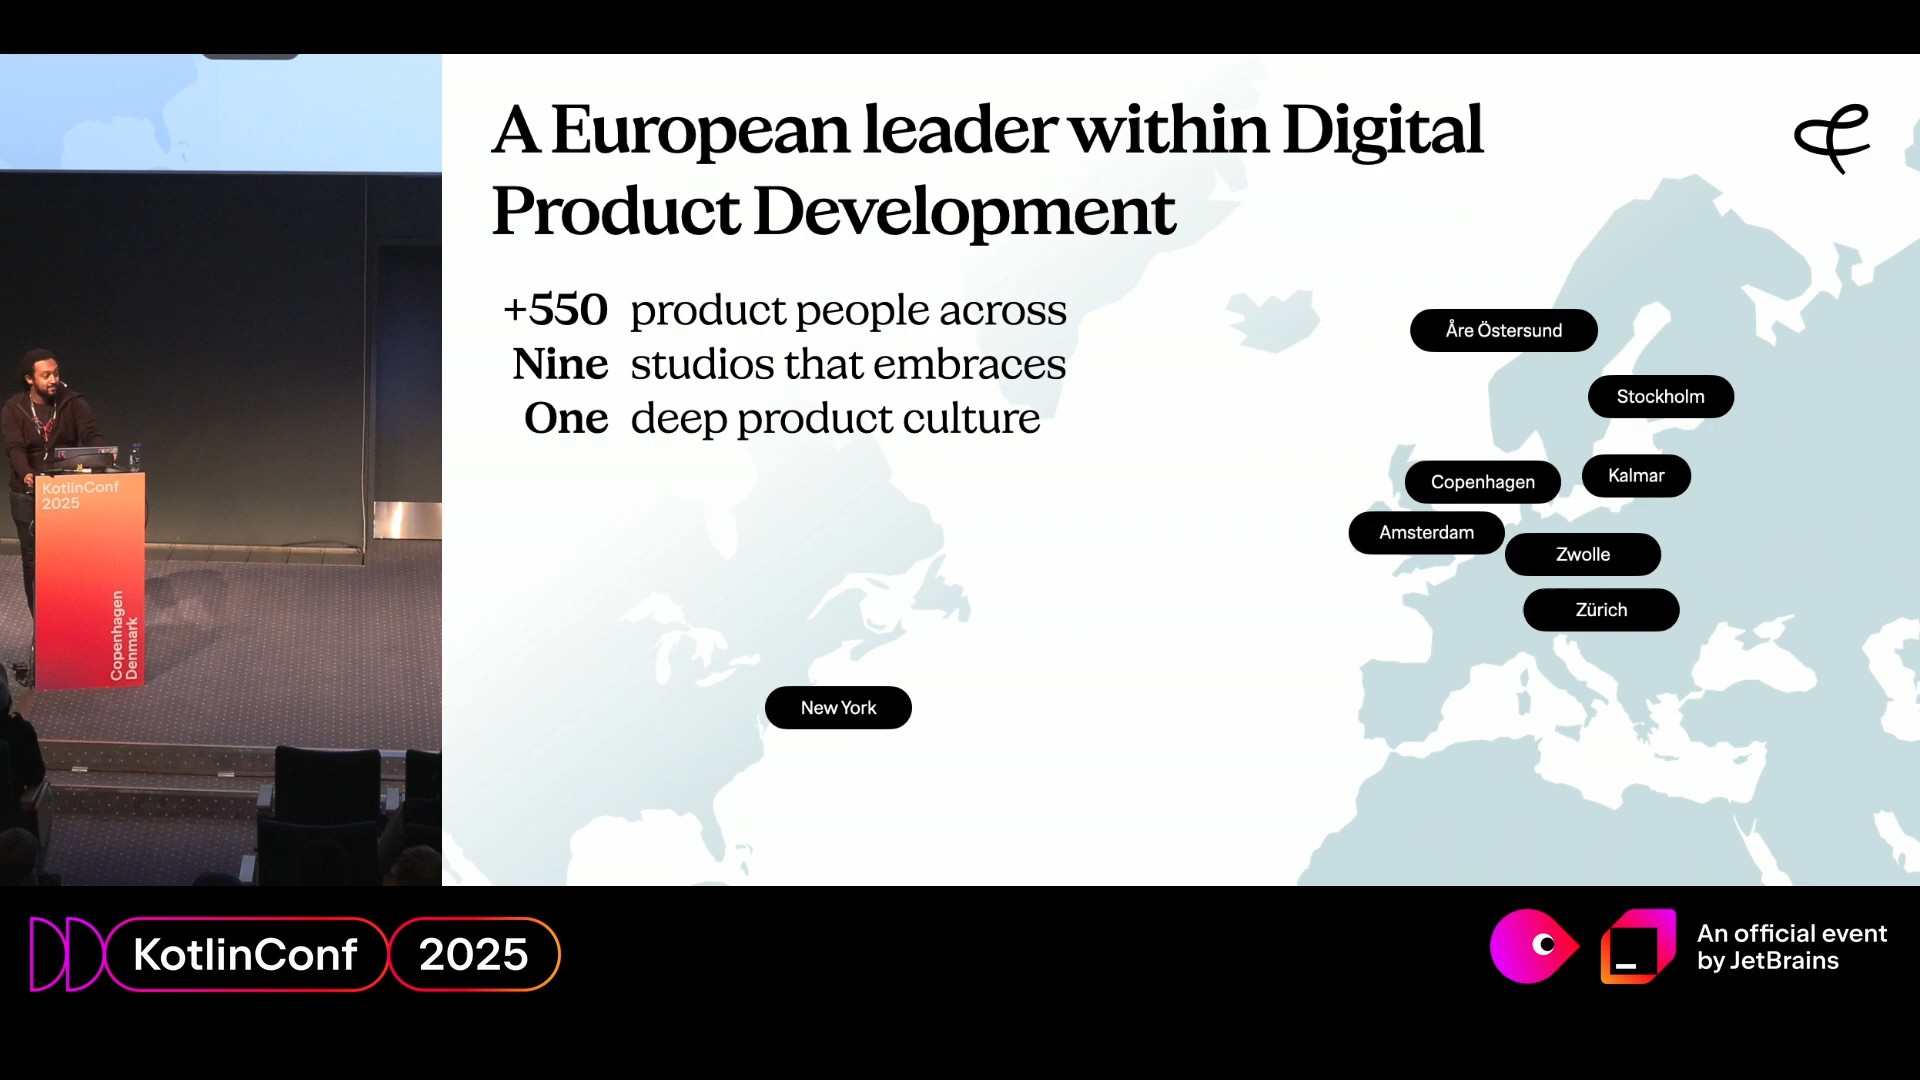 A European leader within Digital
Product Development
+550 product people across
Nine studios that embraces
One deep product culture
Åre Östersund
Stockholm
Copenhagen
Kalmar
Amsterdam
Zwolle
Zürich
New York
KotlinConf
2025
Copenhagen
Denmark
KotlinConf 2025
An official event
by JetBrains